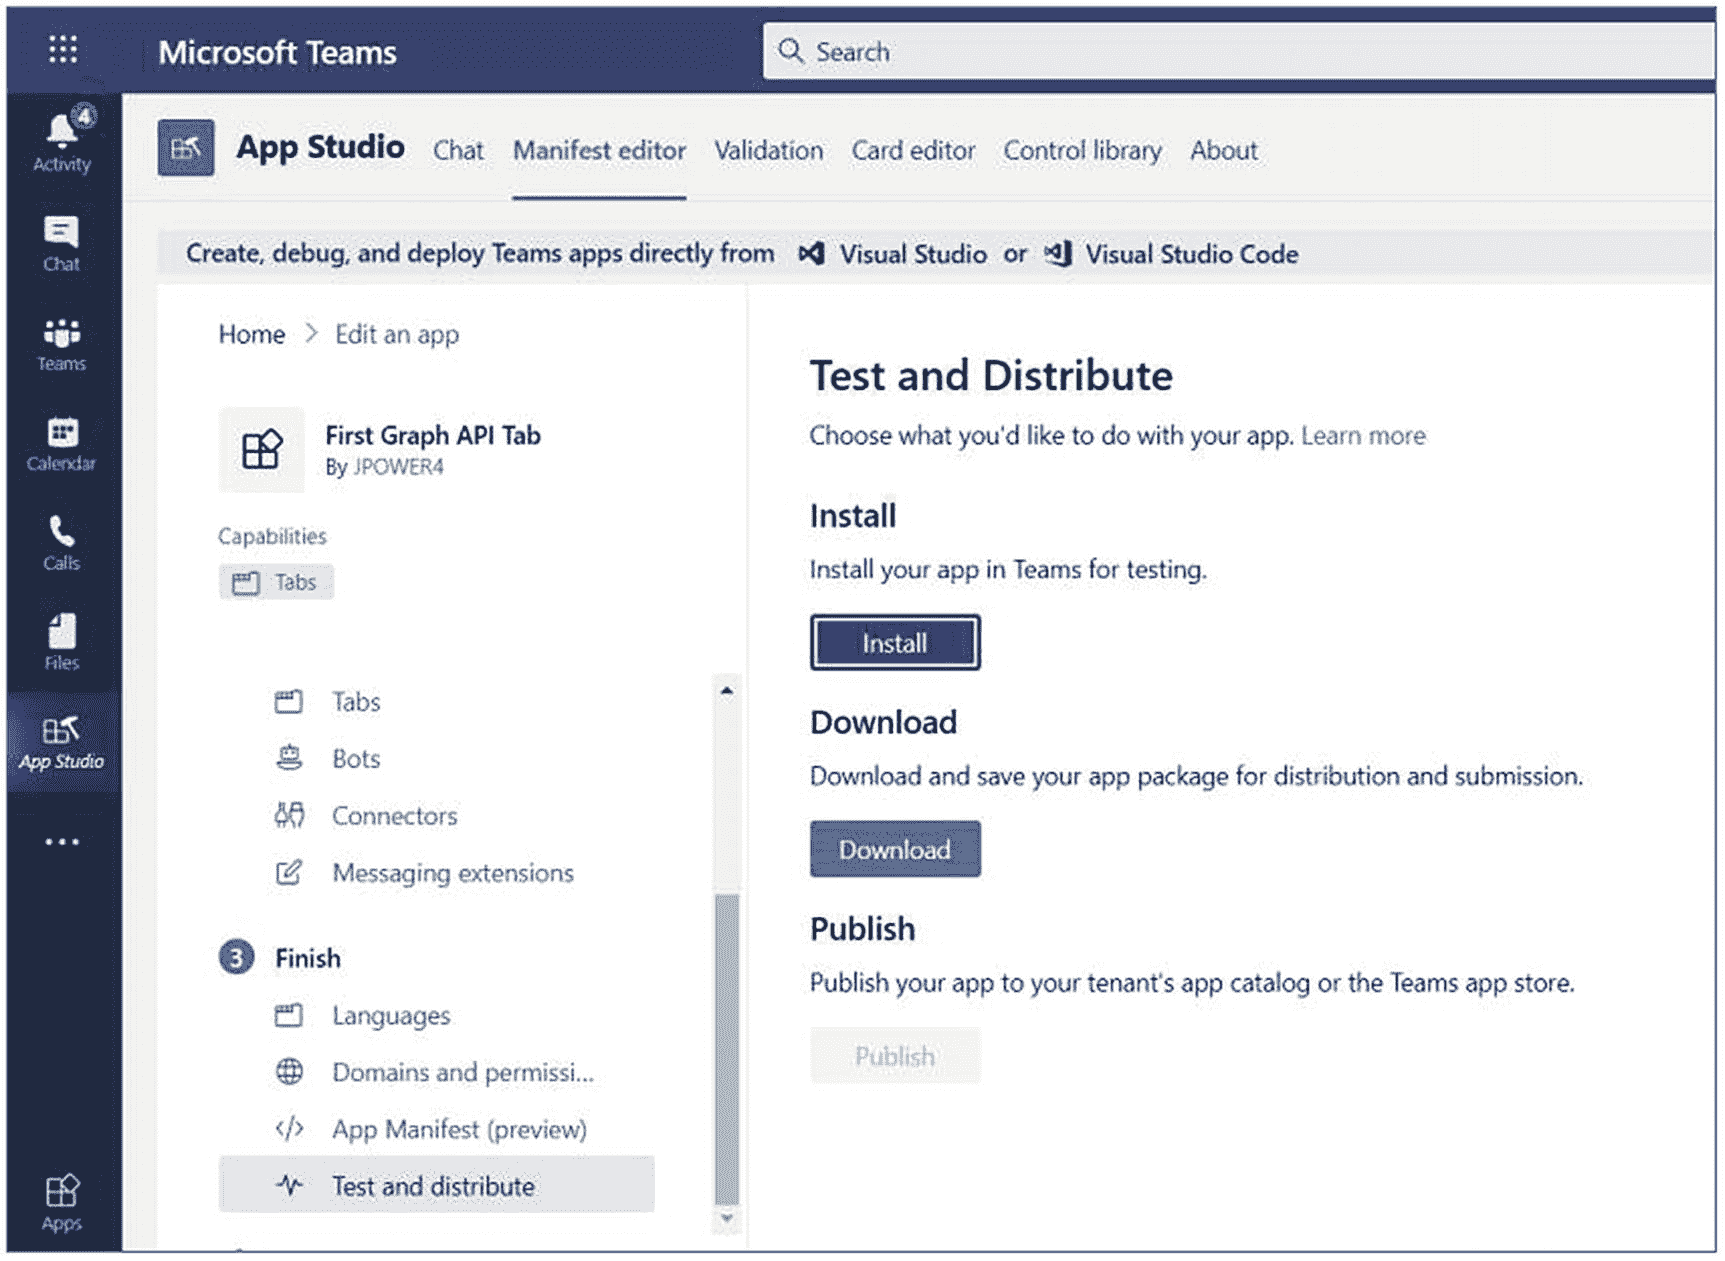 Microsoft Teams
Search
4
Activity
Chat
Teams
Calendar
Calls
Files
App Studio
Apps
App Studio Chat Manifest editor Validation Card editor Control library About
Create, debug, and deploy Teams apps directly from Visual Studio or Visual Studio Code
Home > Edit an app
First Graph API Tab
By JPOWER4
Capabilities
Tabs
Tabs
Bots
Connectors
Messaging extensions
3 Finish
Languages
Domains and permissi...
App Manifest (preview)
Test and distribute
Test and Distribute
Choose what you'd like to do with your app. Learn more
Install
Install your app in Teams for testing.
Install
Download
Download and save your app package for distribution and submission.
Download
Publish
Publish your app to your tenant's app catalog or the Teams app store.
Publish